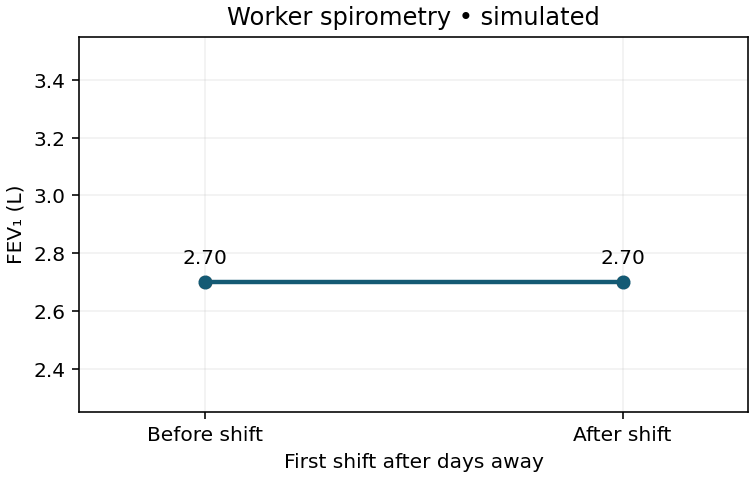 Worker spirometry • simulated
FEV₁ (L)
3.4
3.2
3.0
2.8
2.6
2.4
2.70
2.70
Before shift
After shift
First shift after days away